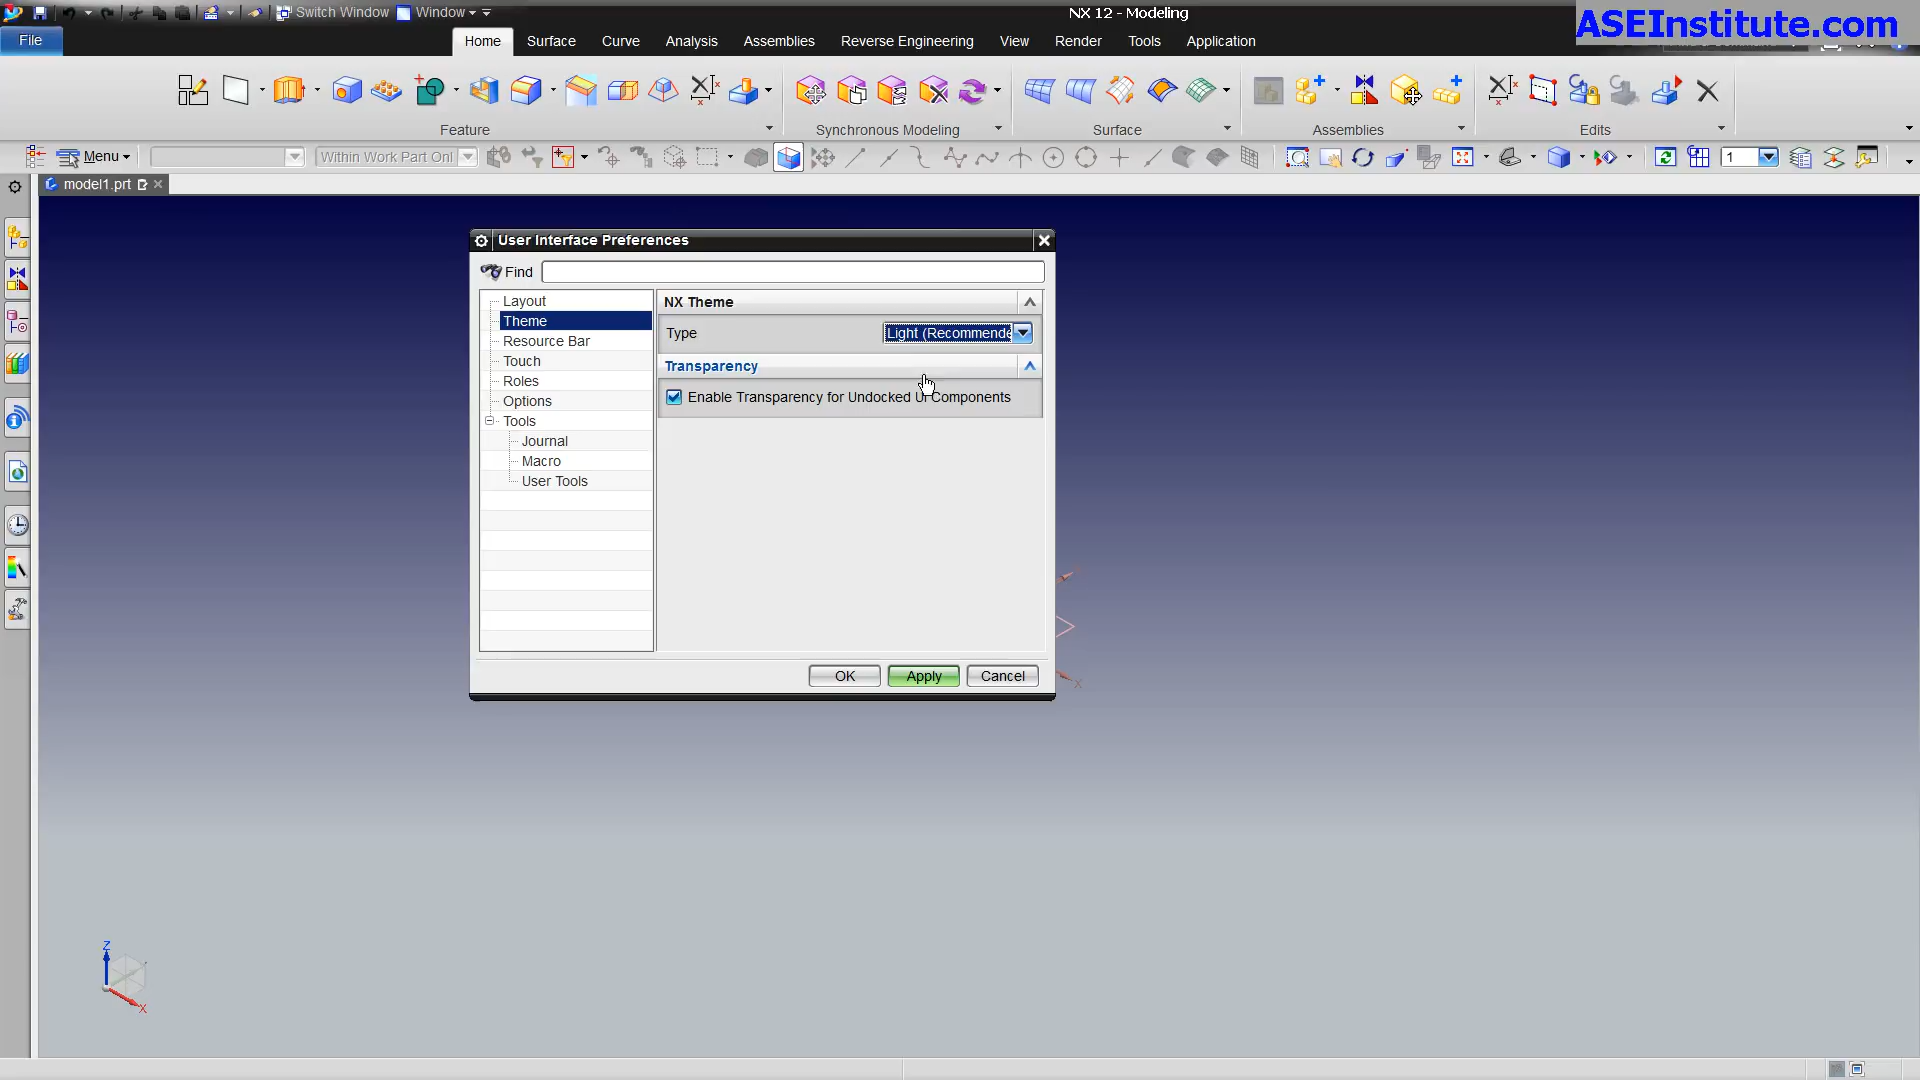 Switch Window Window NX 12 - Modeling ASEInstitute.com
File Home Surface Curve Analysis Assemblies Reverse Engineering View Render Tools Application
Feature Synchronous Modeling Surface Assemblies Edits
Menu Within Work Part Onl 1
model1.prt
User Interface Preferences
Find
Layout
Theme
Resource Bar
Touch
Roles
Options
Tools
Journal
Macro
User Tools
NX Theme
Type Light (Recommende
Transparency
Enable Transparency for Undocked UI Components
OK Apply Cancel
X
Z
X